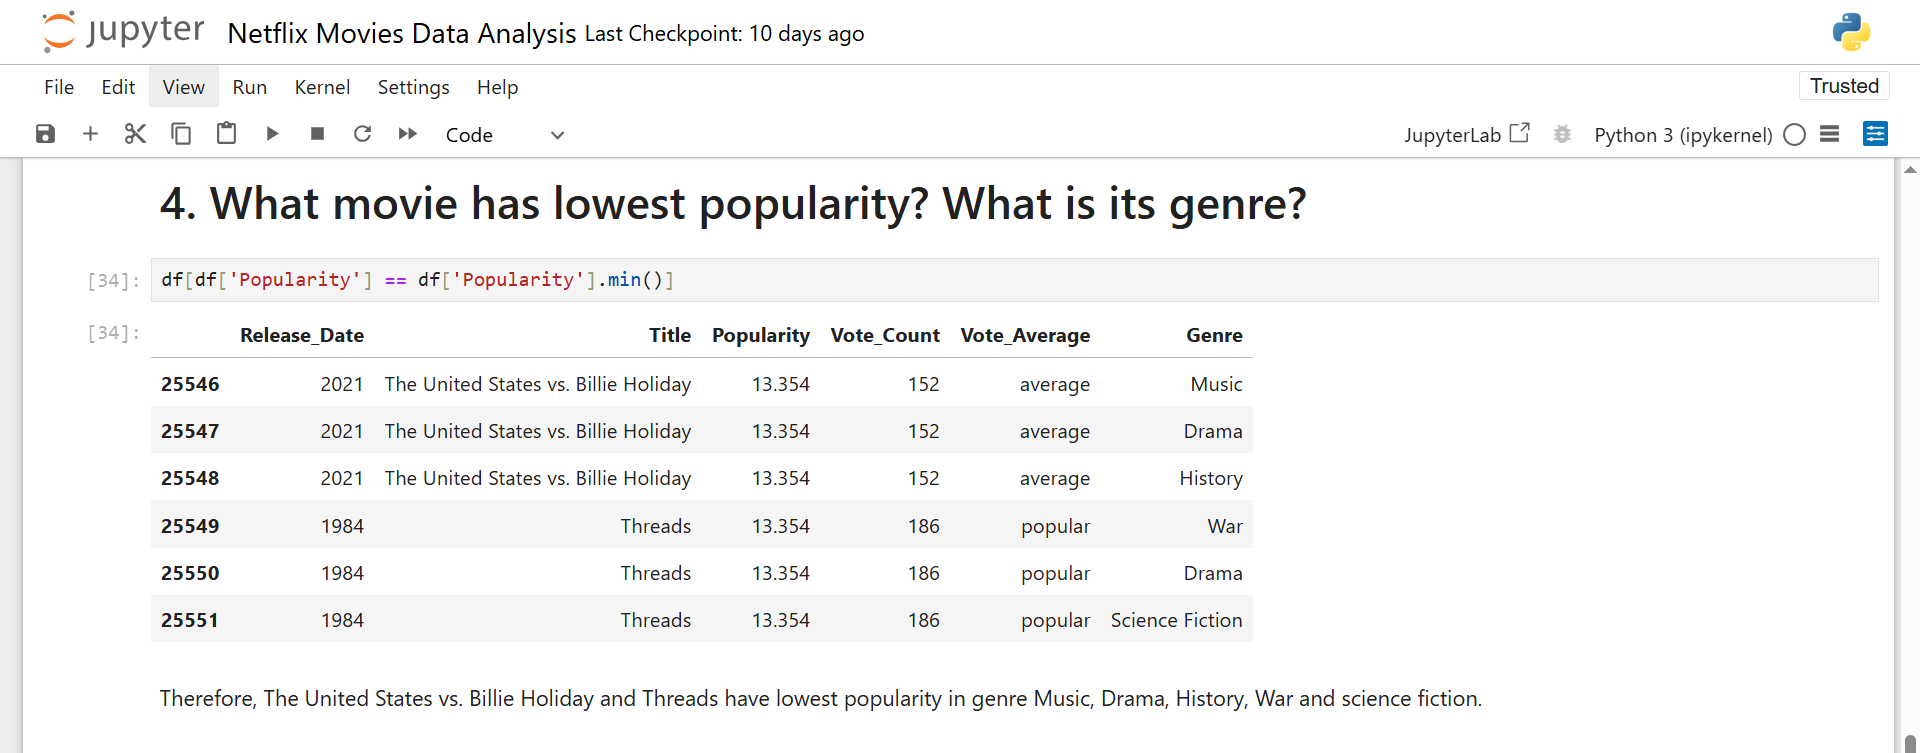 jupyter Netflix Movies Data Analysis Last Checkpoint: 10 days ago
File Edit View Run Kernel Settings Help Trusted
Code JupyterLab Python 3 (ipykernel)
4. What movie has lowest popularity? What is its genre?
[34]: df[df['Popularity'] == df['Popularity'].min()]
[34]: Release_Date Title Popularity Vote_Count Vote_Average Genre
25546 2021 The United States vs. Billie Holiday 13.354 152 average Music
25547 2021 The United States vs. Billie Holiday 13.354 152 average Drama
25548 2021 The United States vs. Billie Holiday 13.354 152 average History
25549 1984 Threads 13.354 186 popular War
25550 1984 Threads 13.354 186 popular Drama
25551 1984 Threads 13.354 186 popular Science Fiction
Therefore, The United States vs. Billie Holiday and Threads have lowest popularity in genre Music, Drama, History, War and science fiction.